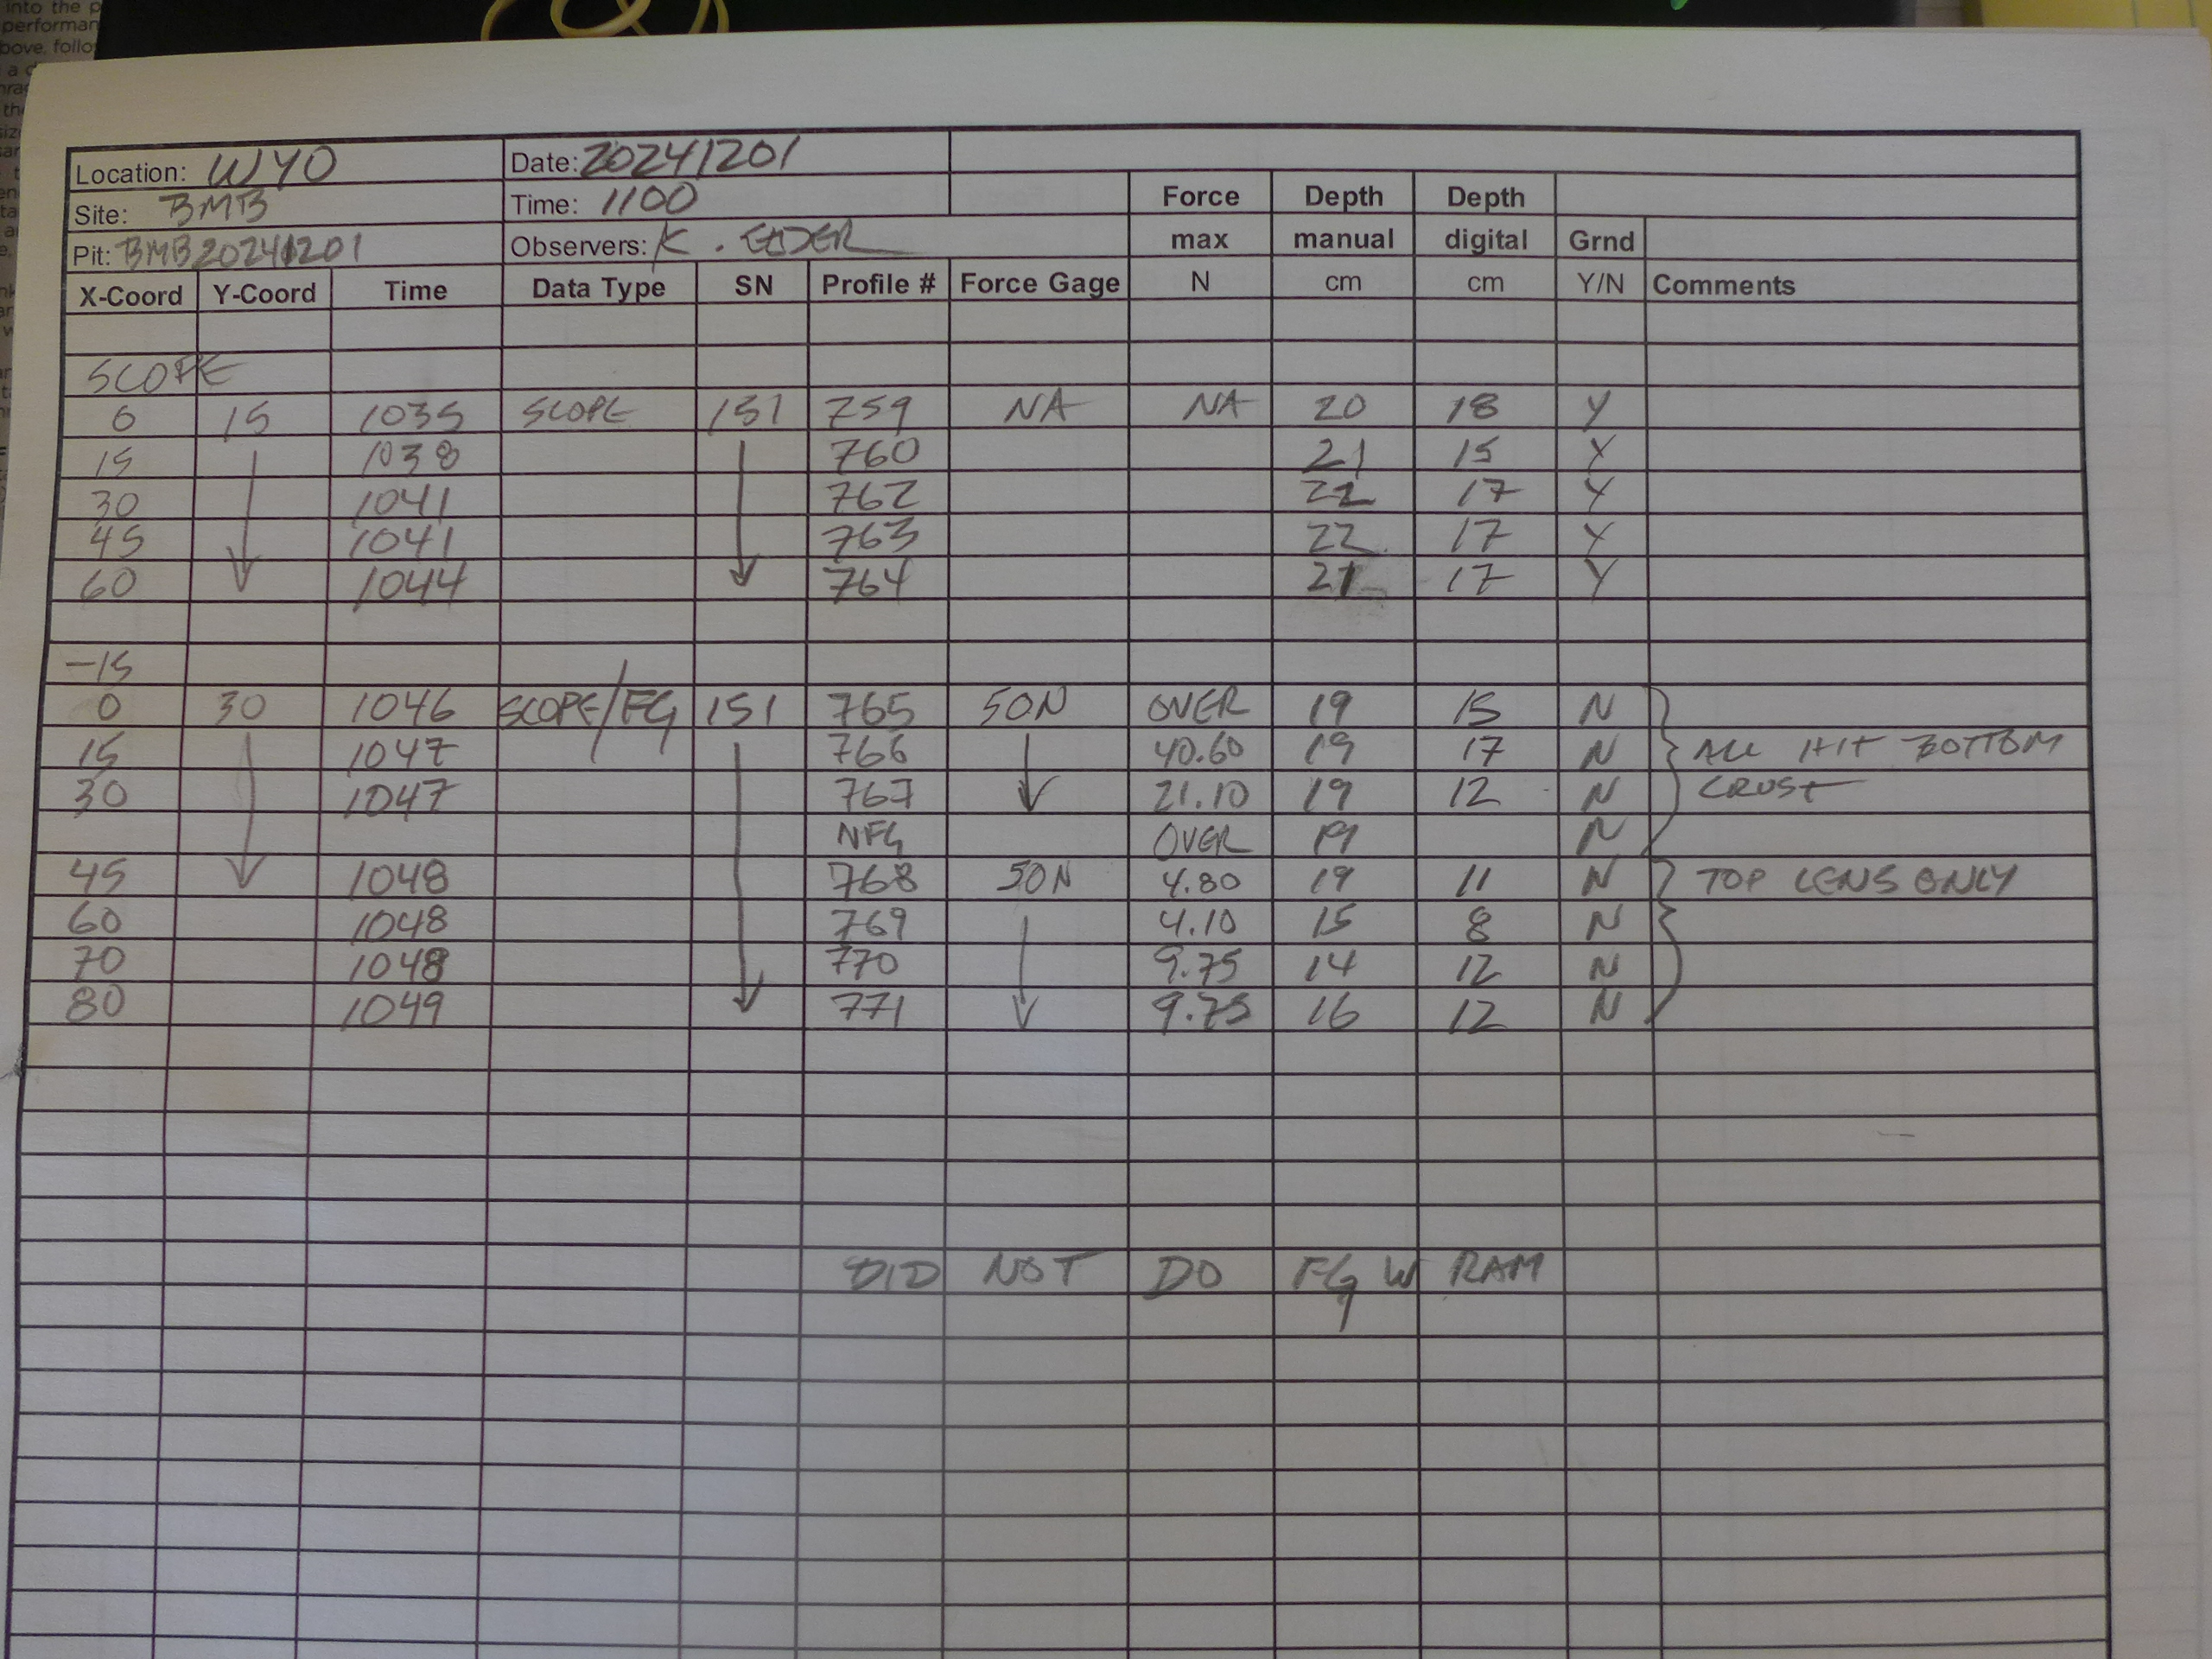 into the p
performan
bove, follo
Location: WYO Date: 20241201
Site: BMB Time: 1100 Force Depth Depth
Pit: BMB20241201 Observers: K. ELDER max manual digital Grnd
X-Coord Y-Coord Time Data Type SN Profile # Force Gage N cm cm Y/N Comments
SCOPE
0 15 1035 SCOPE 151 759 NA NA 20 18 Y
15 1038 760 21 15 Y
30 1041 762 22 17 Y
45 1041 763 22 17 Y
60 1044 764 21 17 Y
-15
0 30 1046 SCOPE/FG 151 765 50N OVER 19 15 N
15 1047 766 40.60 19 17 N ALL HIT BOTTOM
30 1047 767 21.10 19 12 N CRUST
NFG OVER 19 N
45 1048 768 50N 4.80 19 11 N TOP LENS ONLY
60 1048 769 4.10 15 8 N
70 1048 770 9.75 14 12 N
80 1049 771 9.75 16 12 N
DID NOT DO FG W RAM